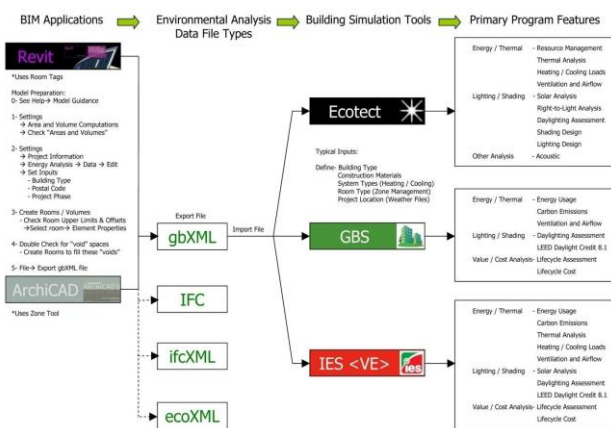 BIM Applications
Environmental Analysis
Data File Types
Building Simulation Tools
Primary Program Features
Revit
*Uses Room Tags
Model Preparation:
0- See Help→ Model Guidance
1- Settings
→ Area and Volume Computations
→ Check "Areas and Volumes"
2- Settings
→ Project Information
→ Energy Analysis → Data → Edit
→ Set Inputs
- Building Type
- Postal Code
- Project Phase
3- Create Rooms / Volumes
- Check Room Upper Limits & Offsets
→Select room→ Element Properties
4- Double Check for "void" spaces
- Create Rooms to fill these "voids"
5- File→ Export gbXML file
ArchiCAD
*Uses Zone Tool
Export File
gbXML
Import File
IFC
ifcXML
ecoXML
Ecotect
Typical Inputs:
Define- Building Type
Construction Materials
System Types (Heating / Cooling)
Room Type (Zone Management)
Project Location (Weather Files)
GBS
IES <VE>
ies
Energy / Thermal - Resource Management
Thermal Analysis
Heating / Cooling Loads
Ventilation and Airflow
Lighting / Shading - Solar Analysis
Right-to-Light Analysis
Daylighting Assessment
Shading Design
Lighting Design
Other Analysis - Acoustic
Energy / Thermal - Energy Usage
Carbon Emissions
Ventilation and Airflow
Lighting / Shading - Daylighting Assessment
LEED Daylight Credit 8.1
Value / Cost Analysis- Lifecycle Assessment
Lifecycle Cost
Energy / Thermal - Energy Usage
Carbon Emissions
Thermal Analysis
Heating / Cooling Loads
Ventilation and Airflow
Lighting / Shading - Solar Analysis
Daylighting Assessment
LEED Daylight Credit 8.1
Value / Cost Analysis- Lifecycle Assessment
Lifecycle Cost